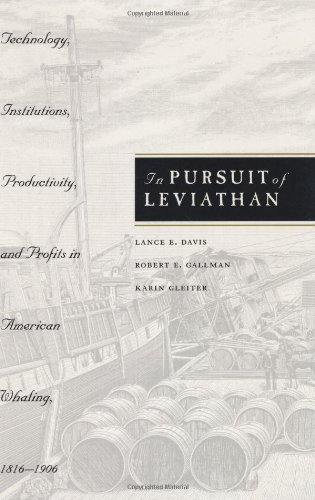 In PURSUIT of
LEVIATHAN
LANCE E. DAVIS
ROBERT E. GALLMAN
KARIN GLEITER
Technology,
Institutions,
Productivity,
and Profits in
American
Whaling,
1816–1906